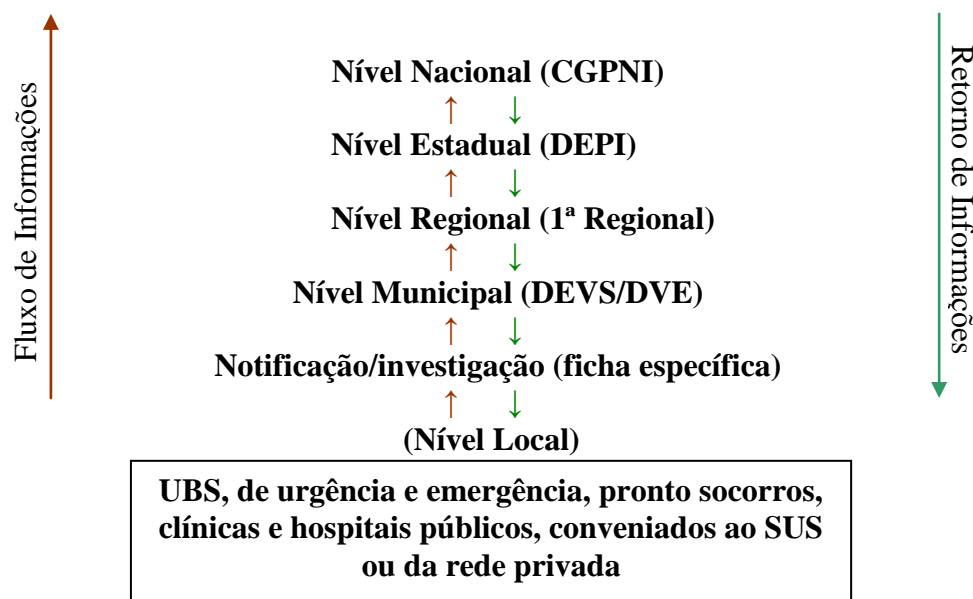 Fluxo de Informações
Nível Nacional (CGPNI)
↑ ↓
Nível Estadual (DEPI)
↑ ↓
Nível Regional (1ª Regional)
↑ ↓
Nível Municipal (DEVS/DVE)
↑ ↓
Notificação/investigação (ficha específica)
↑ ↓
(Nível Local)
UBS, de urgência e emergência, pronto socorros,
clínicas e hospitais públicos, conveniados ao SUS
ou da rede privada
Retorno de Informações